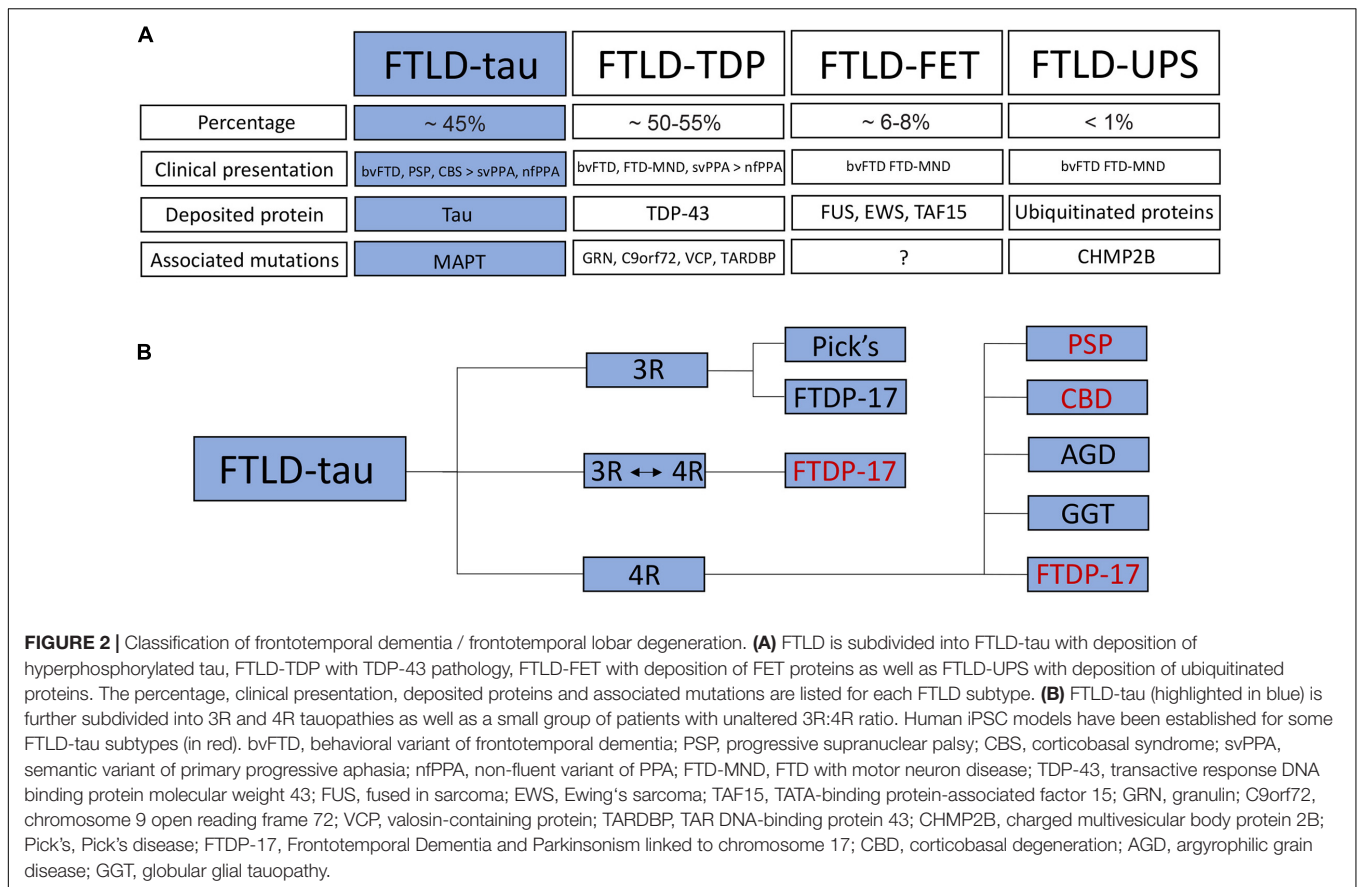 A
FTLD-tau FTLD-TDP FTLD-FET FTLD-UPS
Percentage ~ 45% ~ 50-55% ~ 6-8% < 1%
Clinical presentation bvFTD, PSP, CBS > svPPA, nfPPA bvFTD, FTD-MND, svPPA > nfPPA bvFTD FTD-MND bvFTD FTD-MND
Deposited protein Tau TDP-43 FUS, EWS, TAF15 Ubiquitinated proteins
Associated mutations MAPT GRN, C9orf72, VCP, TARDBP ? CHMP2B
B
FTLD-tau
3R
Pick's
FTDP-17
3R ↔ 4R
FTDP-17
4R
PSP
CBD
AGD
GGT
FTDP-17
FIGURE 2 | Classification of frontotemporal dementia / frontotemporal lobar degeneration. (A) FTLD is subdivided into FTLD-tau with deposition of
hyperphosphorylated tau, FTLD-TDP with TDP-43 pathology, FTLD-FET with deposition of FET proteins as well as FTLD-UPS with deposition of ubiquitinated
proteins. The percentage, clinical presentation, deposited proteins and associated mutations are listed for each FTLD subtype. (B) FTLD-tau (highlighted in blue) is
further subdivided into 3R and 4R tauopathies as well as a small group of patients with unaltered 3R:4R ratio. Human iPSC models have been established for some
FTLD-tau subtypes (in red). bvFTD, behavioral variant of frontotemporal dementia; PSP, progressive supranuclear palsy; CBS, corticobasal syndrome; svPPA,
semantic variant of primary progressive aphasia; nfPPA, non-fluent variant of PPA; FTD-MND, FTD with motor neuron disease; TDP-43, transactive response DNA
binding protein molecular weight 43; FUS, fused in sarcoma; EWS, Ewing‘s sarcoma; TAF15, TATA-binding protein-associated factor 15; GRN, granulin; C9orf72,
chromosome 9 open reading frame 72; VCP, valosin-containing protein; TARDBP, TAR DNA-binding protein 43; CHMP2B, charged multivesicular body protein 2B;
Pick's, Pick's disease; FTDP-17, Frontotemporal Dementia and Parkinsonism linked to chromosome 17; CBD, corticobasal degeneration; AGD, argyrophilic grain
disease; GGT, globular glial tauopathy.